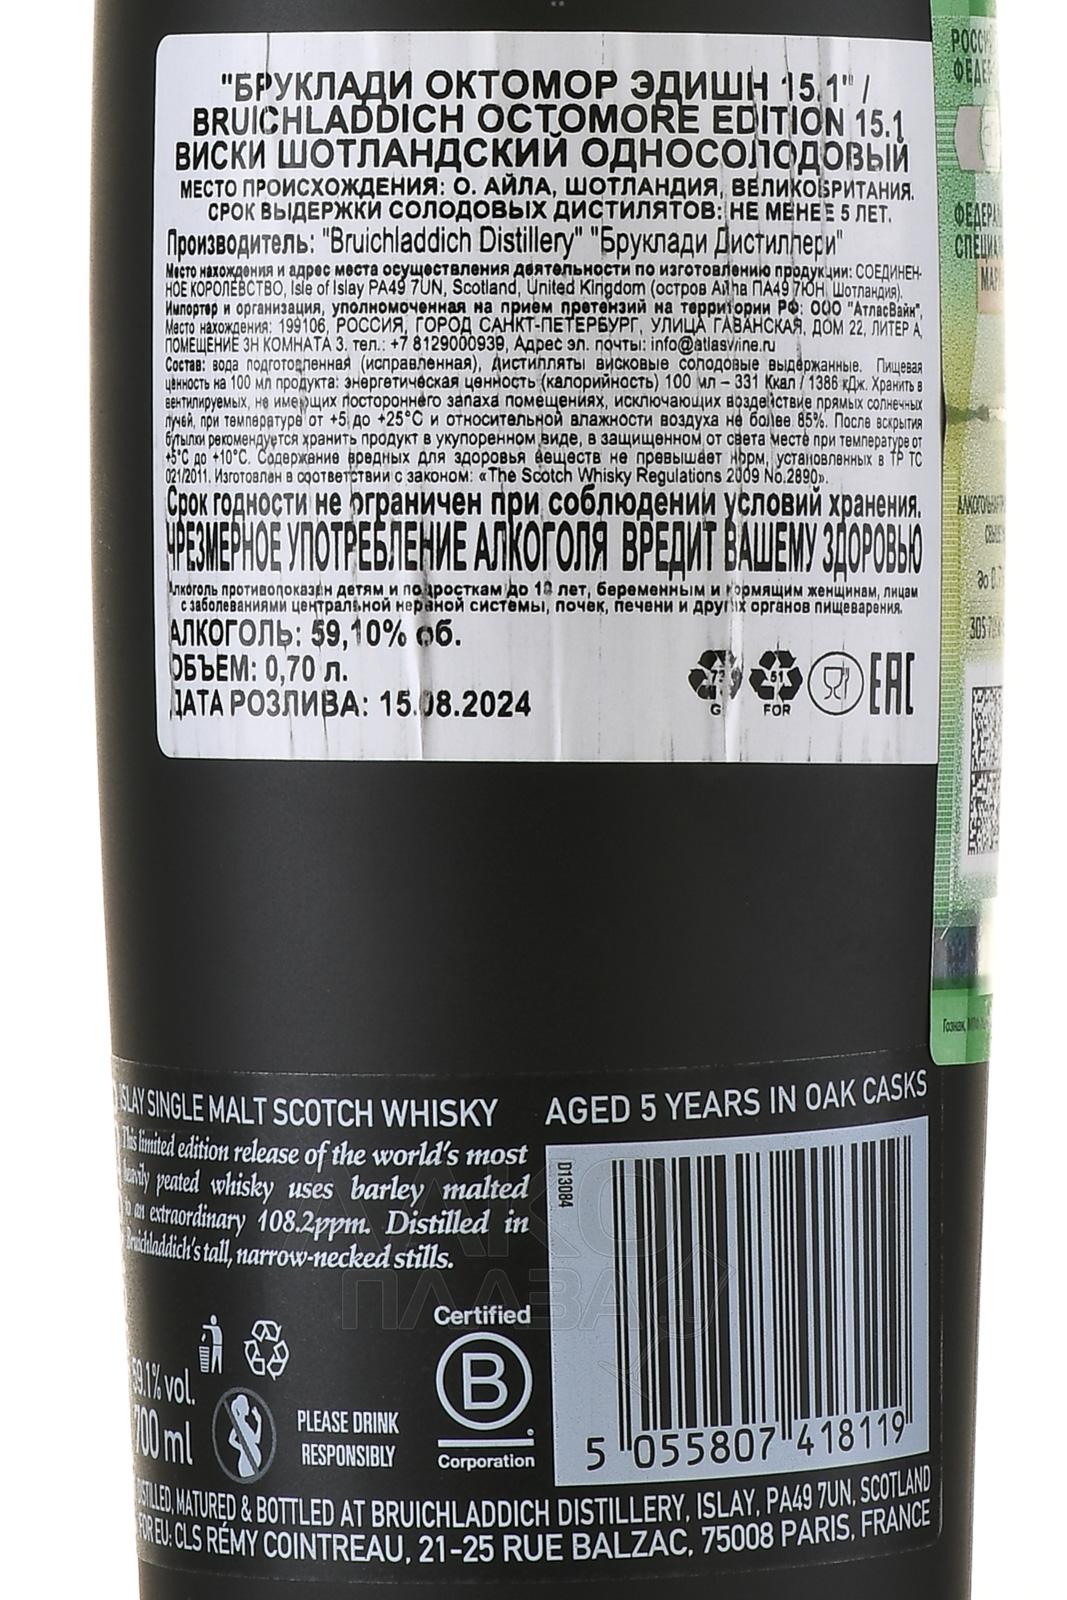 "БРУКЛАДИ ОКТОМОР ЭДИШН 15.1" /
BRUICHLADDICH OCTOMORE EDITION 15.1
ВИСКИ ШОТЛАНДСКИЙ ОДНОСОЛОДОВЫЙ
МЕСТО ПРОИСХОЖДЕНИЯ: О. АЙЛА, ШОТЛАНДИЯ, ВЕЛИКОБРИТАНИЯ.
СРОК ВЫДЕРЖКИ СОЛОДОВЫХ ДИСТИЛЯТОВ: НЕ МЕНЕЕ 5 ЛЕТ.
Производитель: "Bruichladdich Distillery" "Бруклади Дистиллери"
Место нахождения и адрес места осуществления деятельности по изготовлению продукции: СОЕДИНЕН-
НОЕ КОРОЛЕВСТВО, Isle of Islay PA49 7UN, Scotland, United Kingdom (остров Айла ПА49 7ЮН, Шотландия).
Импортер и организация, уполномоченная на прием претензий на территории РФ: ООО "АтласВайн",
Место нахождения: 199106, РОССИЯ, ГОРОД САНКТ-ПЕТЕРБУРГ, УЛИЦА ГАВАНСКАЯ, ДОМ 22, ЛИТЕР А,
ПОМЕЩЕНИЕ 3Н КОМНАТА 3. тел.: +7 8129000939, Адрес эл. почты: info@atlaswine.ru
Состав: вода подготовленная (исправленная), дистилляты висковые солодовые выдержанные. Пищевая
ценность на 100 мл продукта: энергетическая ценность (калорийность) 100 мл – 331 Ккал / 1386 кДж. Хранить в
вентилируемых, не имеющих постороннего запаха помещениях, исключающих воздействие прямых солнечных
лучей, при температуре от +5 до +25°C и относительной влажности воздуха не более 85%. После вскрытия
бутылки рекомендуется хранить продукт в укупоренном виде, в защищенном от света месте при температуре от
+5°C до +10°C. Содержание вредных для здоровья веществ не превышает норм, установленных в ТР ТС
021/2011. Изготовлен в соответствии с законом: «The Scotch Whisky Regulations 2009 No.2890».
Срок годности не ограничен при соблюдении условий хранения.
ЧРЕЗМЕРНОЕ УПОТРЕБЛЕНИЕ АЛКОГОЛЯ ВРЕДИТ ВАШЕМУ ЗДОРОВЬЮ
Алкоголь противопоказан детям и подросткам до 18 лет, беременным и кормящим женщинам, лицам
с заболеваниями центральной нервной системы, почек, печени и других органов пищеварения.
АЛКОГОЛЬ: 59,10% об.
ОБЪЕМ: 0,70 л.
ДАТА РОЗЛИВА: 15.08.2024
51
FOR
EAC
ISLAY SINGLE MALT SCOTCH WHISKY
AGED 5 YEARS IN OAK CASKS
This limited edition release of the world's most
heavily peated whisky uses barley malted
to an extraordinary 108.2ppm. Distilled in
Bruichladdich's tall, narrow-necked stills.
D13084
59.1% vol.
700 ml
PLEASE DRINK
RESPONSIBLY
Certified
B
Corporation
5 055807 418119
DISTILLED, MATURED & BOTTLED AT BRUICHLADDICH DISTILLERY, ISLAY, PA49 7UN, SCOTLAND
FOR EU: CLS RÉMY COINTREAU, 21-25 RUE BALZAC, 75008 PARIS, FRANCE
АЛКО
ПЛАЗА.ru